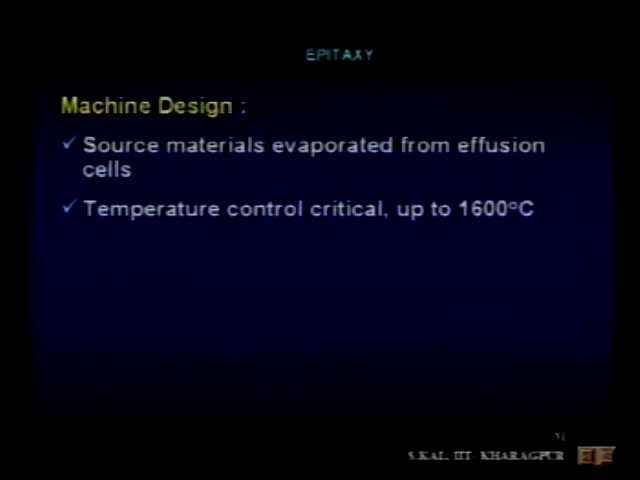 EPITAXY
Machine Design :
✓ Source materials evaporated from effusion
cells
✓ Temperature control critical, up to 1600°C
S.KAL, IIT KHARAGPUR